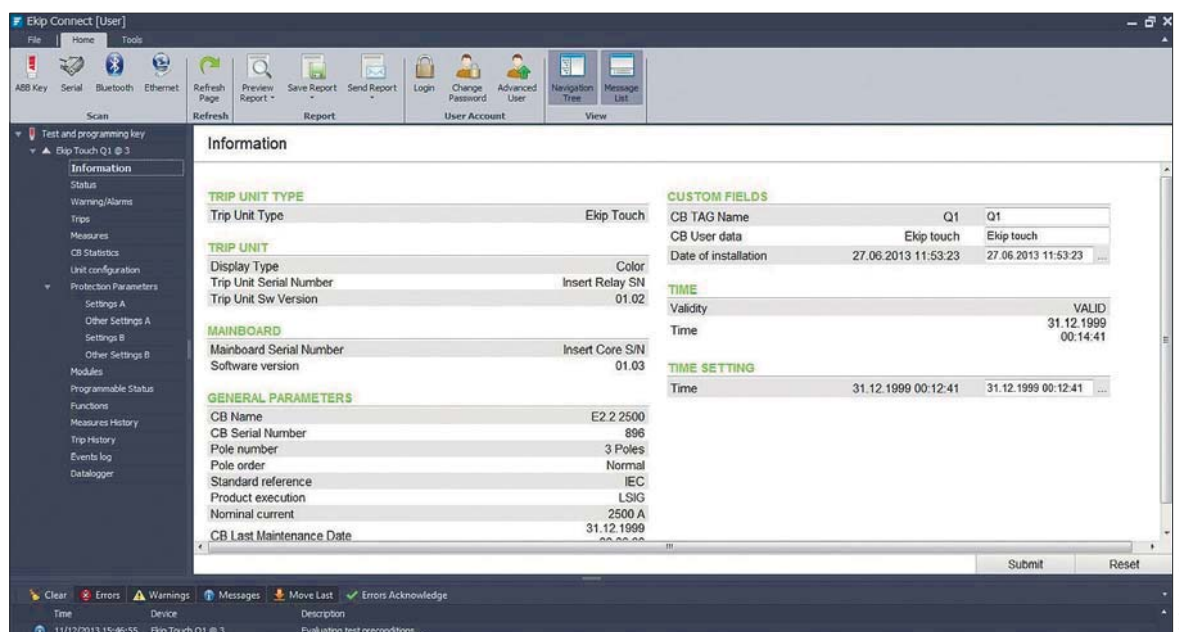 Ekip Connect [User]
File Home Tools
ABB Key Serial Bluetooth Ethernet
Scan
Refresh Page
Refresh
Preview Report Save Report Send Report
Report
Login Change Password Advanced User
User Account
Navigation Tree Message List
View
Test and programming key
Ekip Touch Q1 @ 3
Information
Status
Warning/Alarms
Trips
Measures
CB Statistics
Unit configuration
Protection Parameters
Settings A
Other Settings A
Settings B
Other Settings B
Modules
Programmable Status
Functions
Measures History
Trip History
Events log
Datalogger
Information
TRIP UNIT TYPE
Trip Unit Type Ekip Touch
TRIP UNIT
Display Type Color
Trip Unit Serial Number Insert Relay SN
Trip Unit Sw Version 01.02
MAINBOARD
Mainboard Serial Number Insert Core S/N
Software version 01.03
GENERAL PARAMETERS
CB Name E2.2 2500
CB Serial Number 896
Pole number 3 Poles
Pole order Normal
Standard reference IEC
Product execution LSIG
Nominal current 2500 A
CB Last Maintenance Date 31.12.1999
CUSTOM FIELDS
CB TAG Name Q1 Q1
CB User data Ekip touch Ekip touch
Date of installation 27.06.2013 11:53:23 27.06.2013 11:53:23 ...
TIME
Validity VALID
Time 31.12.1999 00:14:41
TIME SETTING
Time 31.12.1999 00:12:41 31.12.1999 00:12:41 ...
Submit Reset
Clear Errors Warnings Messages Move Last Errors Acknowledge
Time Device Description
11/12/2013 15:46:55 Ekip Touch Q1 @ 3 Evaluating test preconditions